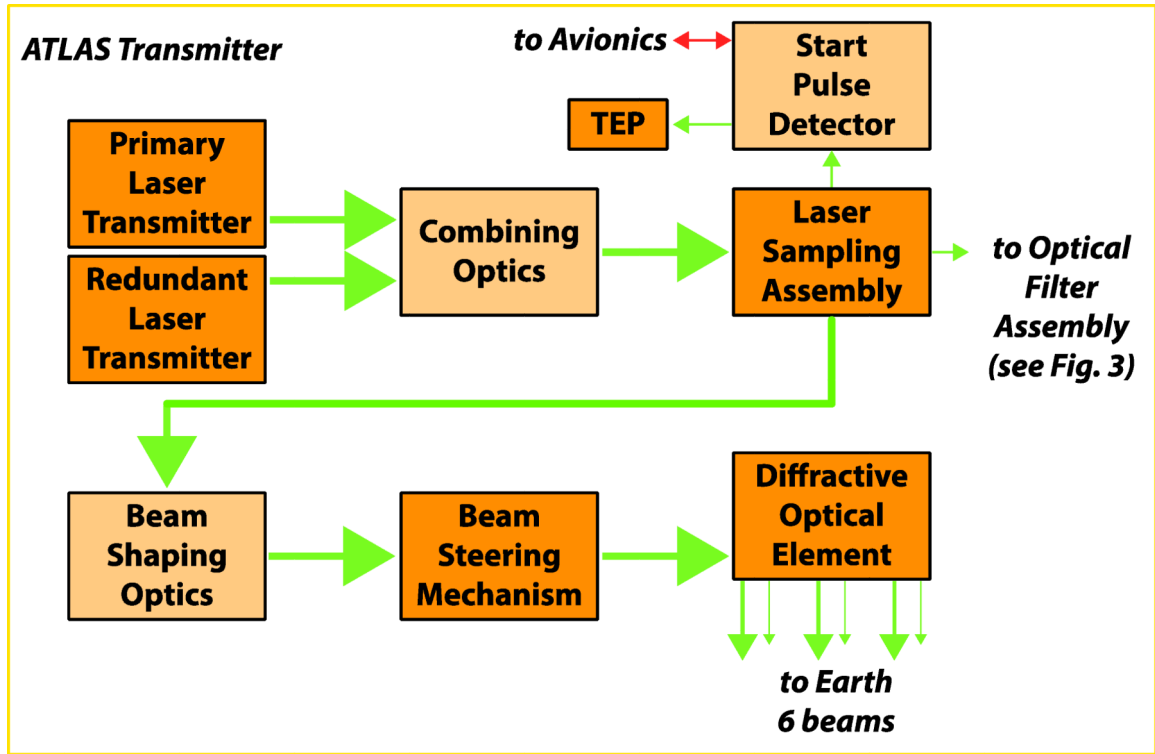 ATLAS Transmitter
to Avionics
Start
Pulse
Detector
TEP
Primary
Laser
Transmitter
Redundant
Laser
Transmitter
Combining
Optics
Laser
Sampling
Assembly
to Optical
Filter
Assembly
(see Fig. 3)
Beam
Shaping
Optics
Beam
Steering
Mechanism
Diffractive
Optical
Element
to Earth
6 beams